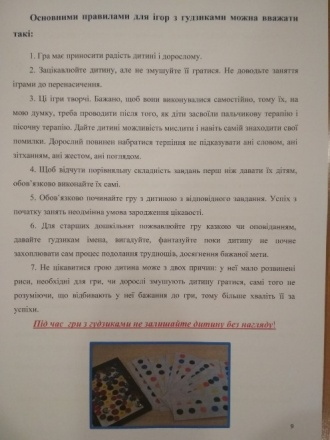 Основними правилами для ігор з гудзиками можна вважати
такі:
1. Гра має приносити радість дитині і дорослому.
2. Зацікавлюйте дитину, але не змушуйте її гратися. Не доводьте заняття
іграми до перенасичення.
3. Ці ігри творчі. Бажано, щоб вони виконувалися самостійно, тому їх, на
мою думку, треба проводити після того, як діти засвоїли пальчикову терапію і
пісочну терапію. Дайте дитині можливість мислити і навіть самій знаходити свої
помилки. Дорослий повинен набратися терпіння не підказувати ані словом, ані
зітханням, ані жестом, ані поглядом.
4. Щоб відчути порівняльну складність завдань перш ніж давати їх дітям,
обов'язково виконайте їх самі.
5. Обов'язково починайте гру з дитиною з відповідного завдання. Успіх з
початку занять неодмінна умова зародження цікавості.
6. Для старших дошкільнят пожвавлюйте гру казкою чи оповіданням,
давайте гудзикам імена, вигадуйте, фантазуйте поки дитину не почне
захоплювати сам процес подолання труднощів, досягнення бажаної мети.
7. Не цікавитися грою дитина може з двох причин: у неї мало розвинені
риси, необхідні для гри, чи дорослі змушують дитину гратися, самі того не
розуміючи, що відбивають у неї бажання до гри, тому більше хваліть її за
успіхи.
Під час гри з гудзиками не залишайте дитину без нагляду!
9